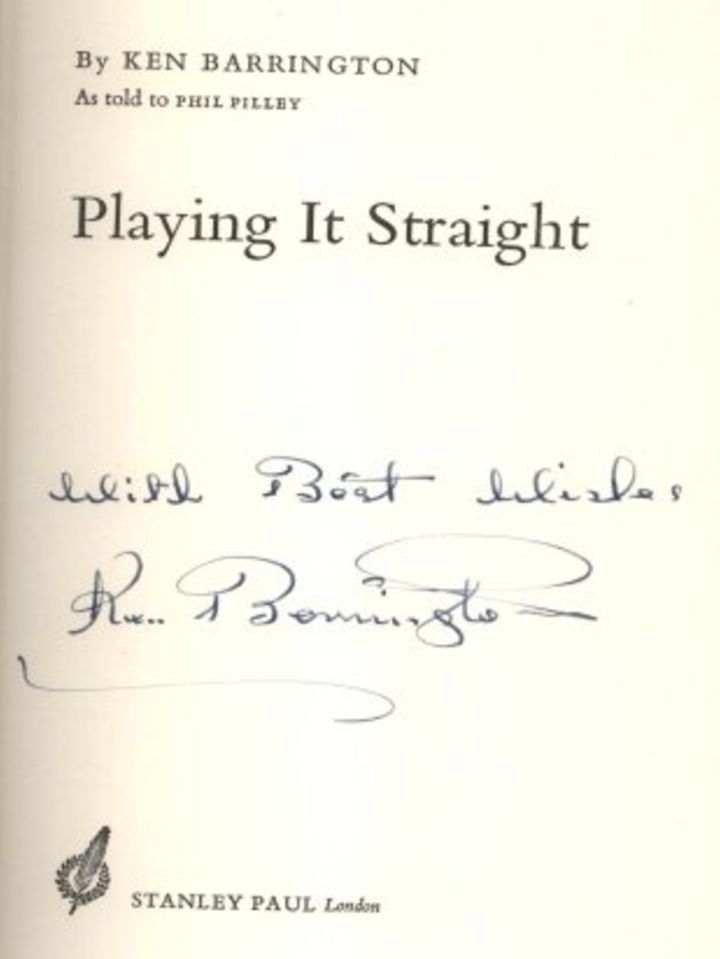 By KEN BARRINGTON
As told to PHIL PILLEY
Playing It Straight
With Best Wishes
Ken Barrington
STANLEY PAUL London